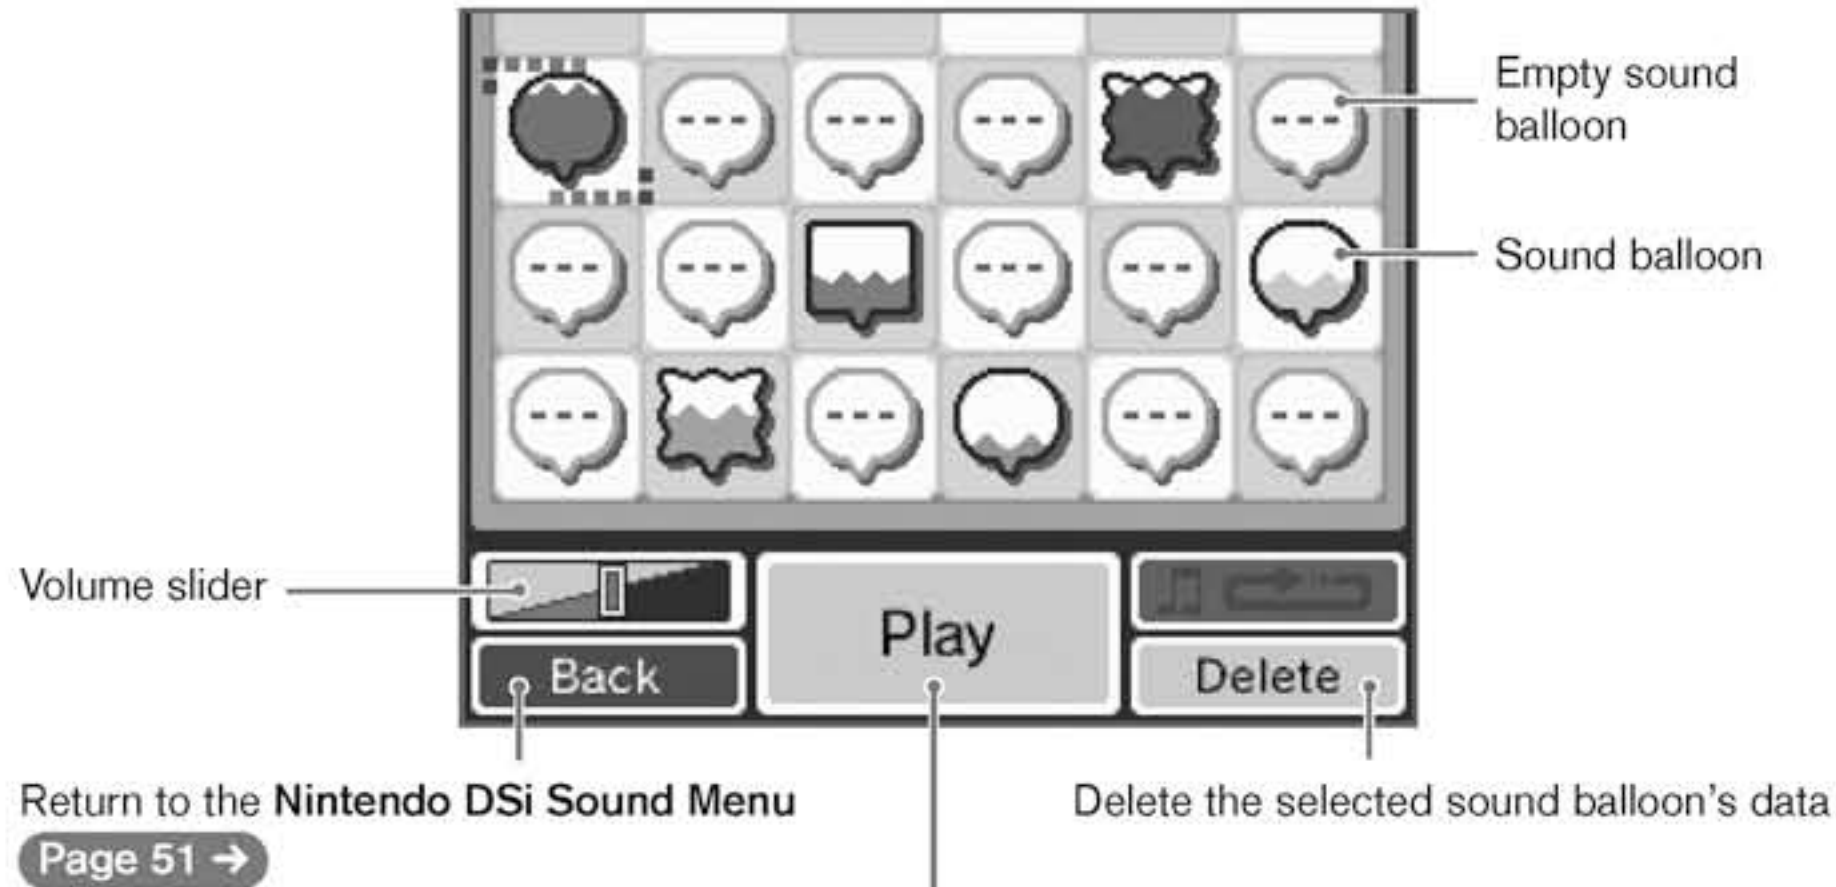 Empty sound
balloon
Sound balloon
Volume slider
Play
Back
Delete
Return to the Nintendo DSi Sound Menu
Page 51 →
Delete the selected sound balloon's data